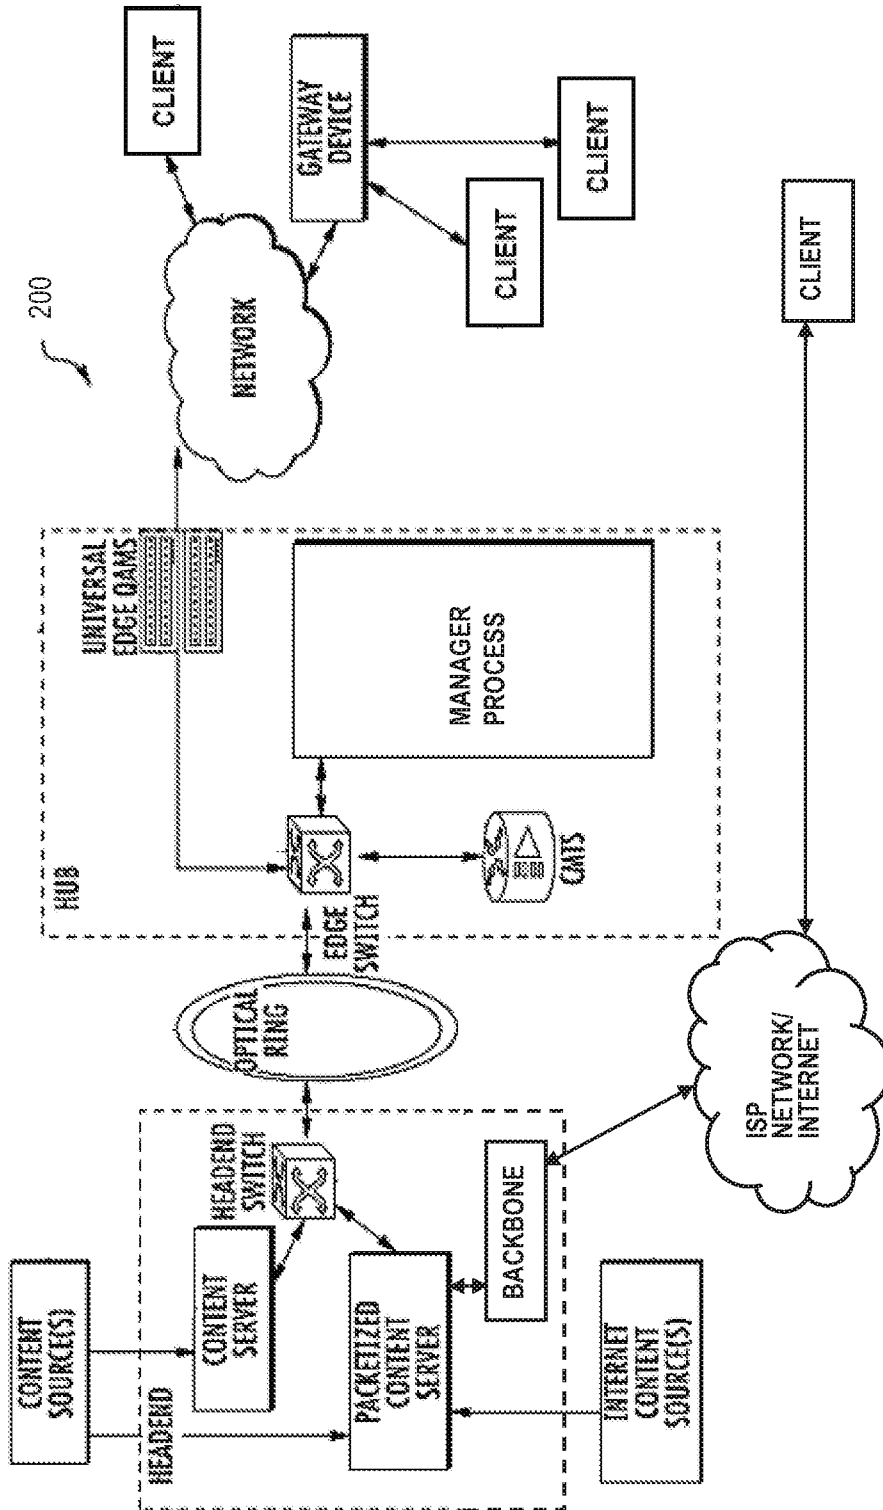 200
CONTENT
SOURCE(S)
HEADEND
CONTENT
SERVER
HEADEND
SWITCH
PACKETIZED
CONTENT
SERVER
BACKBONE
INTERNET
CONTENT
SOURCE(S)
OPTICAL
RING
HUB
EDGE
SWITCH
UNIVERSAL
EDGE QAMS
MANAGER
PROCESS
CMTS
NETWORK
CLIENT
GATEWAY
DEVICE
CLIENT
CLIENT
ISP
NETWORK/
INTERNET
CLIENT